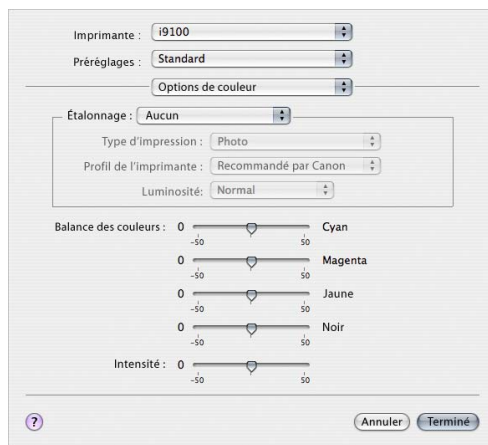 Imprimante : i9100
Préréglages : Standard
Options de couleur
Étalonnage : Aucun
Type d'impression : Photo
Profil de l'imprimante : Recommandé par Canon
Luminosité: Normal
Balance des couleurs : 0 Cyan
-50 50
0 Magenta
-50 50
0 Jaune
-50 50
0 Noir
-50 50
Intensité : 0
-50 50
? Annuler Terminé